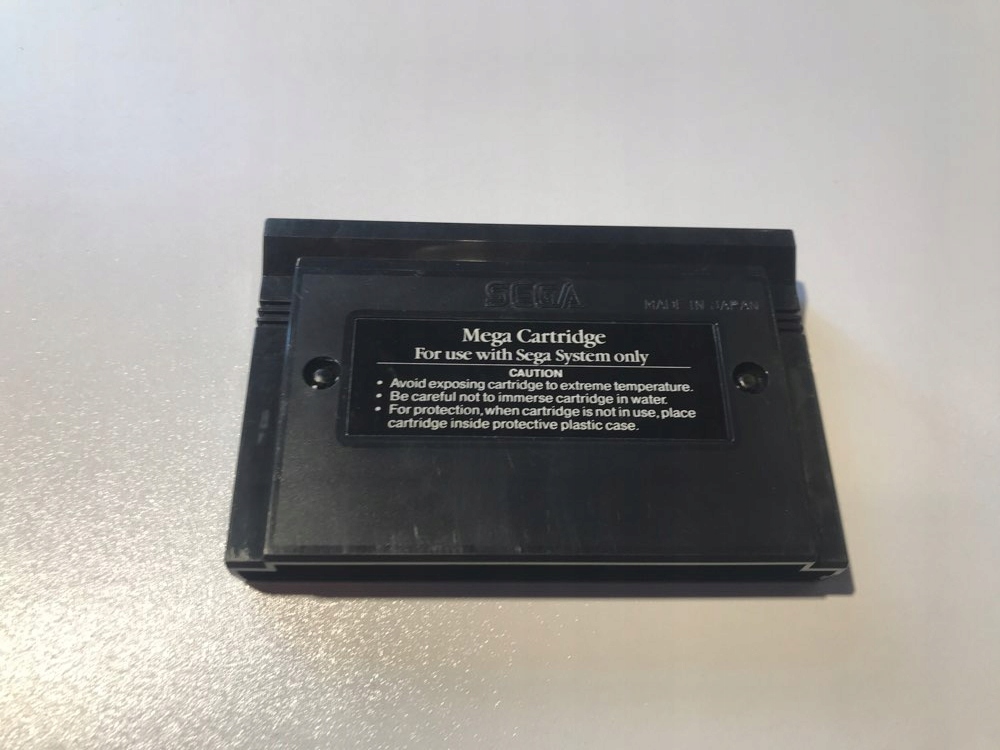 SEGA
MADE IN JAPAN
Mega Cartridge
For use with Sega System only
CAUTION
• Avoid exposing cartridge to extreme temperature.
• Be careful not to immerse cartridge in water.
• For protection, when cartridge is not in use, place
cartridge inside protective plastic case.